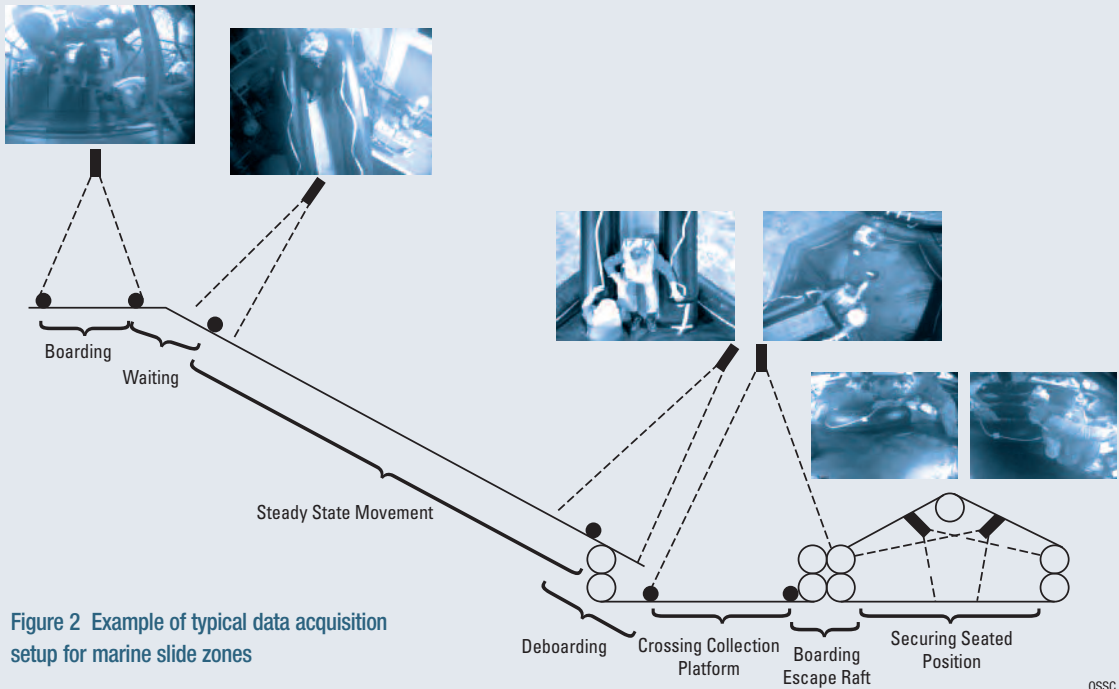 Boarding
Waiting
Steady State Movement
Deboarding
Crossing Collection
Platform
Boarding
Escape Raft
Securing Seated
Position
Figure 2 Example of typical data acquisition
setup for marine slide zones
OSSC